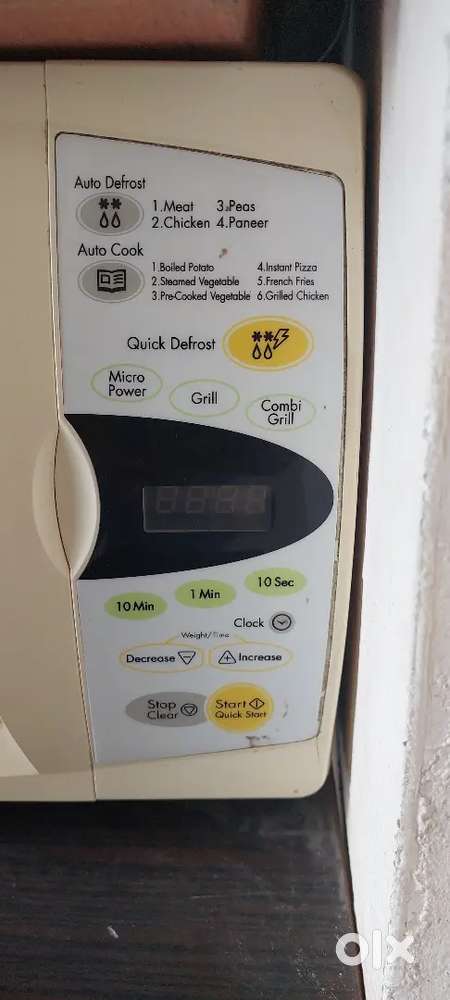 Auto Defrost
1.Meat 3.Peas
2.Chicken 4.Paneer
Auto Cook
1.Boiled Potato 4.Instant Pizza
2.Steamed Vegetable 5.French Fries
3.Pre-Cooked Vegetable 6.Grilled Chicken
Quick Defrost
Micro
Power
Grill
Combi
Grill
10 Min
1 Min
10 Sec
Clock
Weight/Time
Decrease
Increase
Stop
Clear
Start
Quick Start
olx